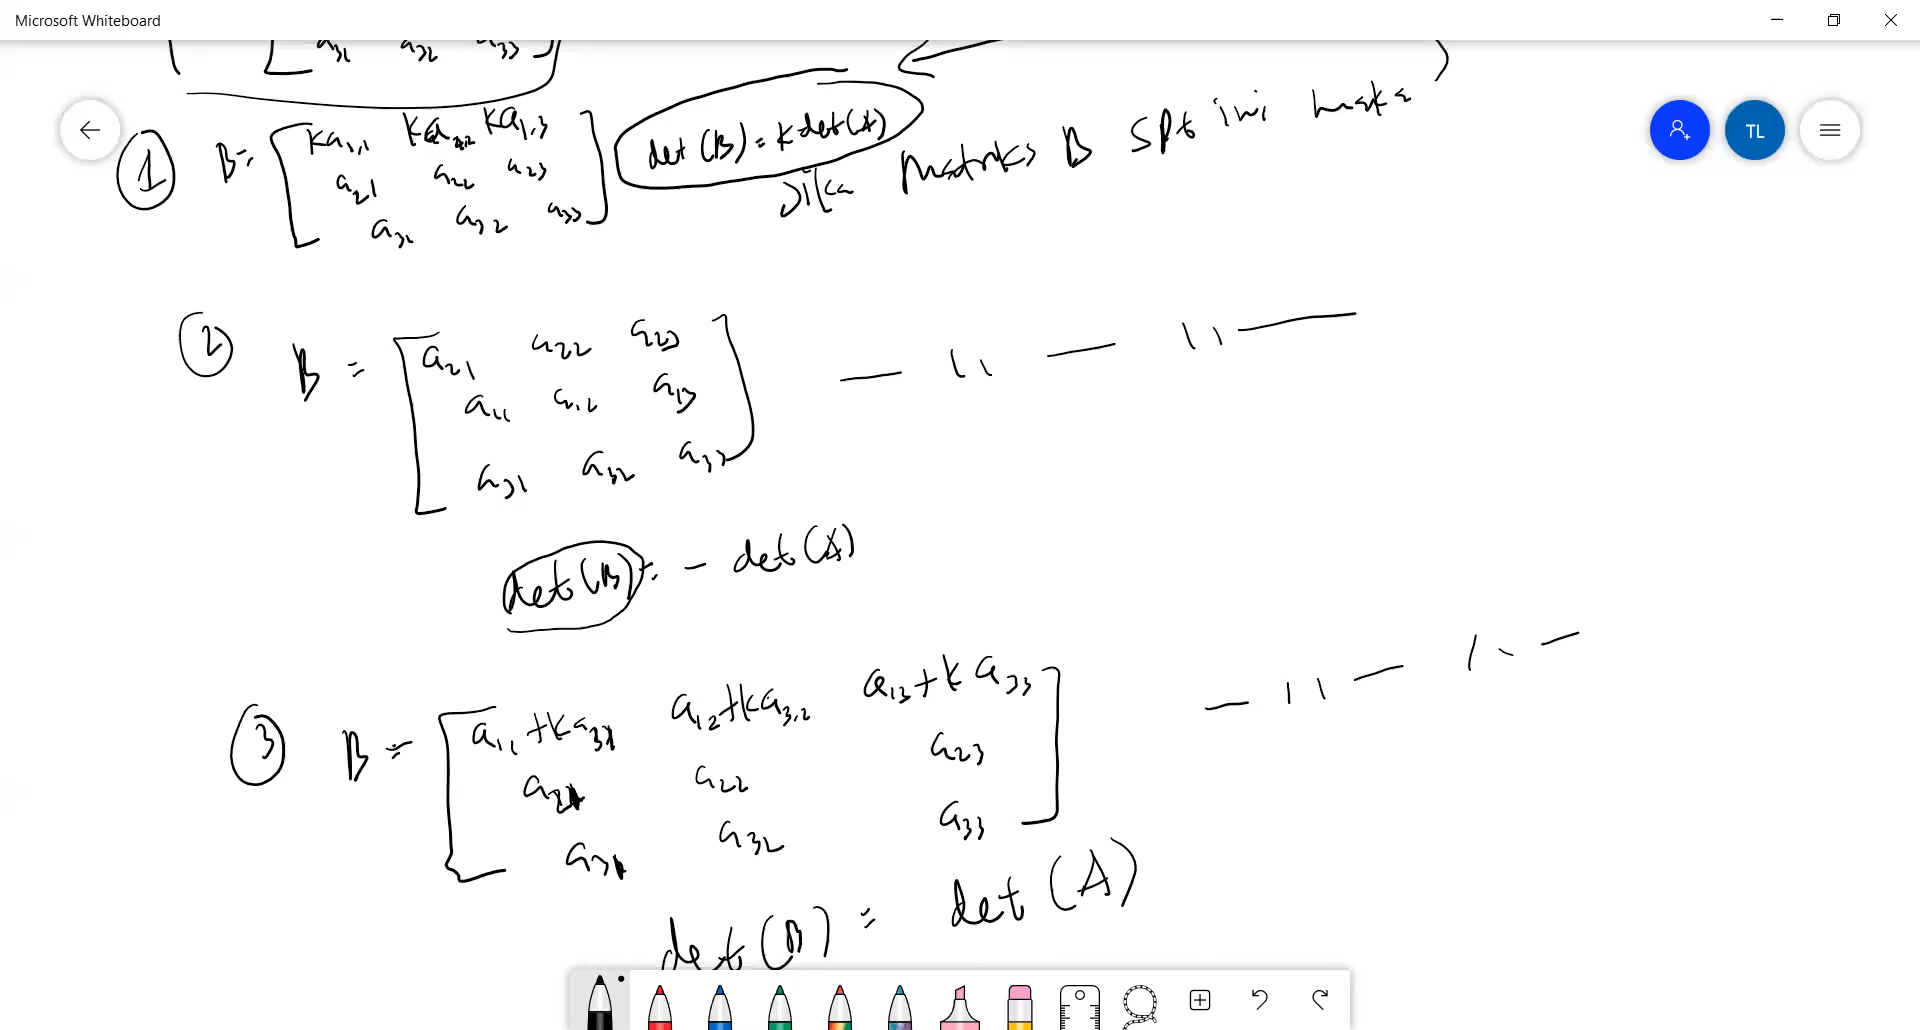 Microsoft Whiteboard
a31 a32 a33
TL
① B = [ka1,1 ka1,2 ka1,3 det(B) = k det(A)
a21 a22 a23 Jika Matriks B spt ini maka
a31 a32 a33]
② B = [a21 a22 a23 — \\ — \\ —
a11 a12 a13
a31 a32 a33]
det(B) = - det(A)
③ B = [a11+ka31 a12+ka3,2 a13+ka33 — \\ — \\ —
a21 a22 a23
a31 a32 a33]
det(B) = det(A)